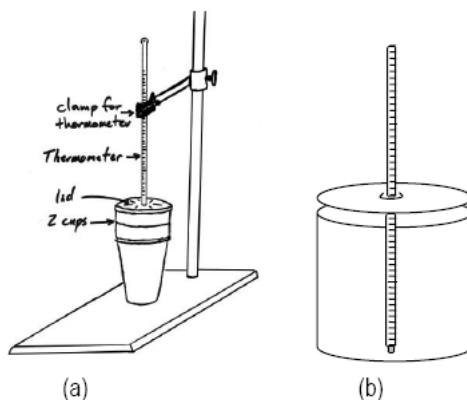 clamp for
thermometer
Thermometer
lid
2 cups
(a)
(b)